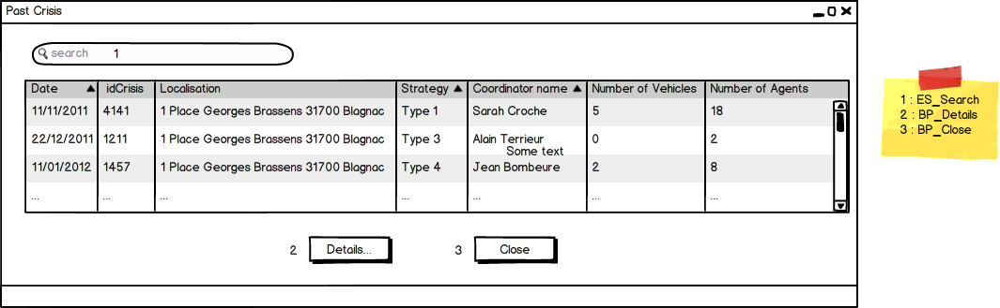 Past Crisis
search 1
Date idCrisis Localisation Strategy Coordinator name Number of Vehicles Number of Agents
11/11/2011 4141 1 Place Georges Brassens 31700 Blagnac Type 1 Sarah Croche 5 18
22/12/2011 1211 1 Place Georges Brassens 31700 Blagnac Type 3 Alain Terrieur 0 2
Some text
11/01/2012 1457 1 Place Georges Brassens 31700 Blagnac Type 4 Jean Bombeure 2 8
... ... ... ... ... ... ...
2 Details... 3 Close
1 : ES_Search
2 : BP_Details
3 : BP_Close